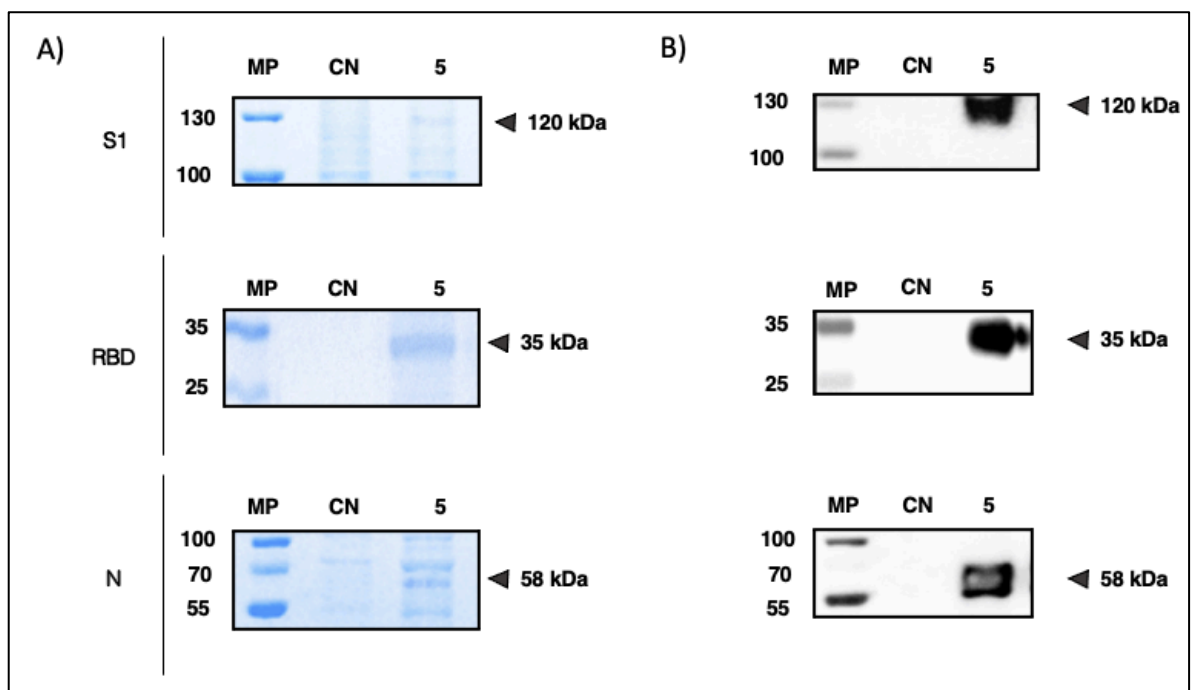 A)
B)
S1
MP CN 5
130
100
120 kDa
MP CN 5
130
100
120 kDa
RBD
MP CN 5
35
25
35 kDa
MP CN 5
35
25
35 kDa
N
MP CN 5
100
70
55
58 kDa
MP CN 5
100
70
55
58 kDa